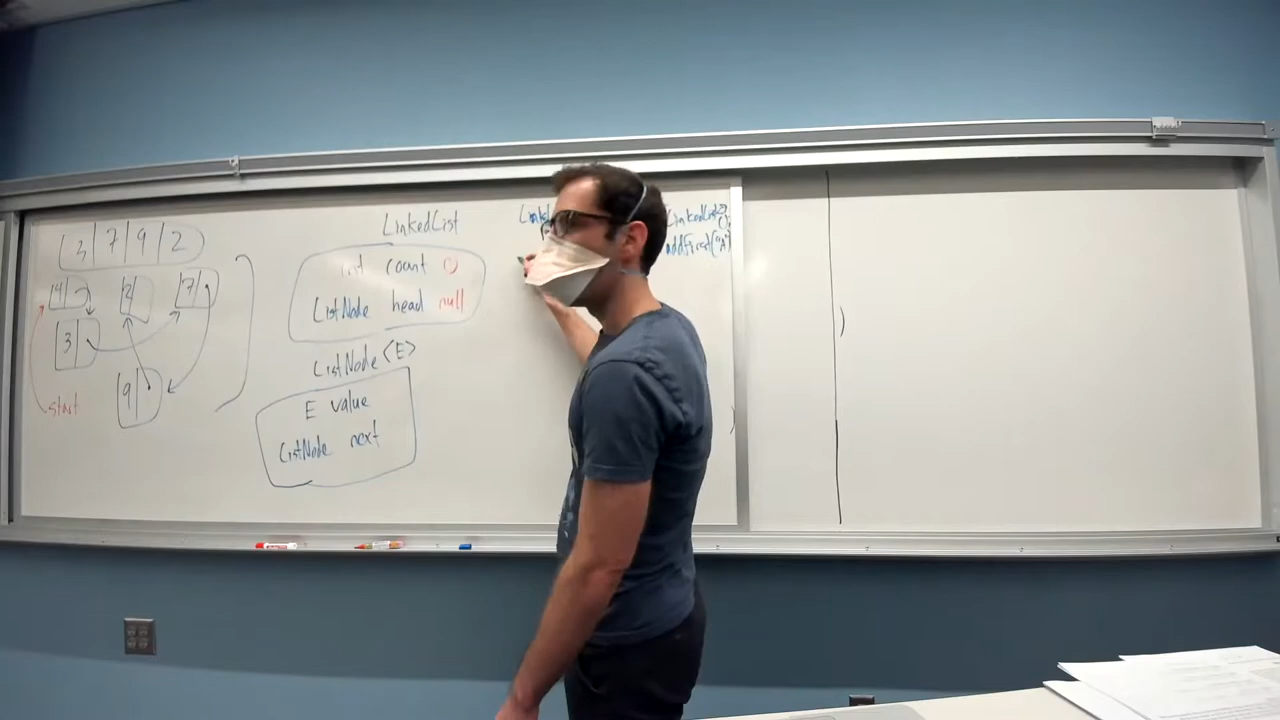 3 | 7 | 9 | 2
4
2
7
3
9
start
LinkedList
int count 0
ListNode head null
ListNode <E>
E value
ListNode next
LinkedList<>
();
addFirst("A")